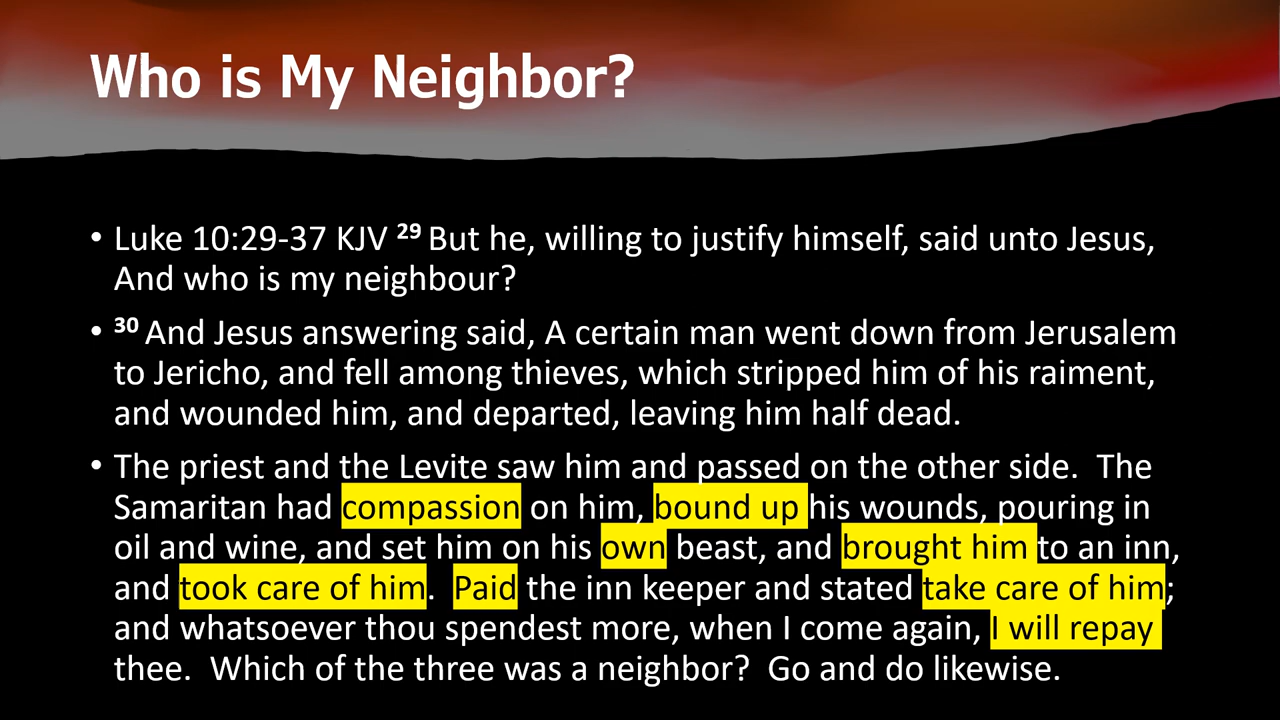 Who is My Neighbor?
• Luke 10:29-37 KJV 29 But he, willing to justify himself, said unto Jesus,
And who is my neighbour?
• 30 And Jesus answering said, A certain man went down from Jerusalem
to Jericho, and fell among thieves, which stripped him of his raiment,
and wounded him, and departed, leaving him half dead.
• The priest and the Levite saw him and passed on the other side.  The
Samaritan had compassion on him, bound up his wounds, pouring in
oil and wine, and set him on his own beast, and brought him to an inn,
and took care of him.  Paid the inn keeper and stated take care of him;
and whatsoever thou spendest more, when I come again, I will repay
thee.  Which of the three was a neighbor?  Go and do likewise.